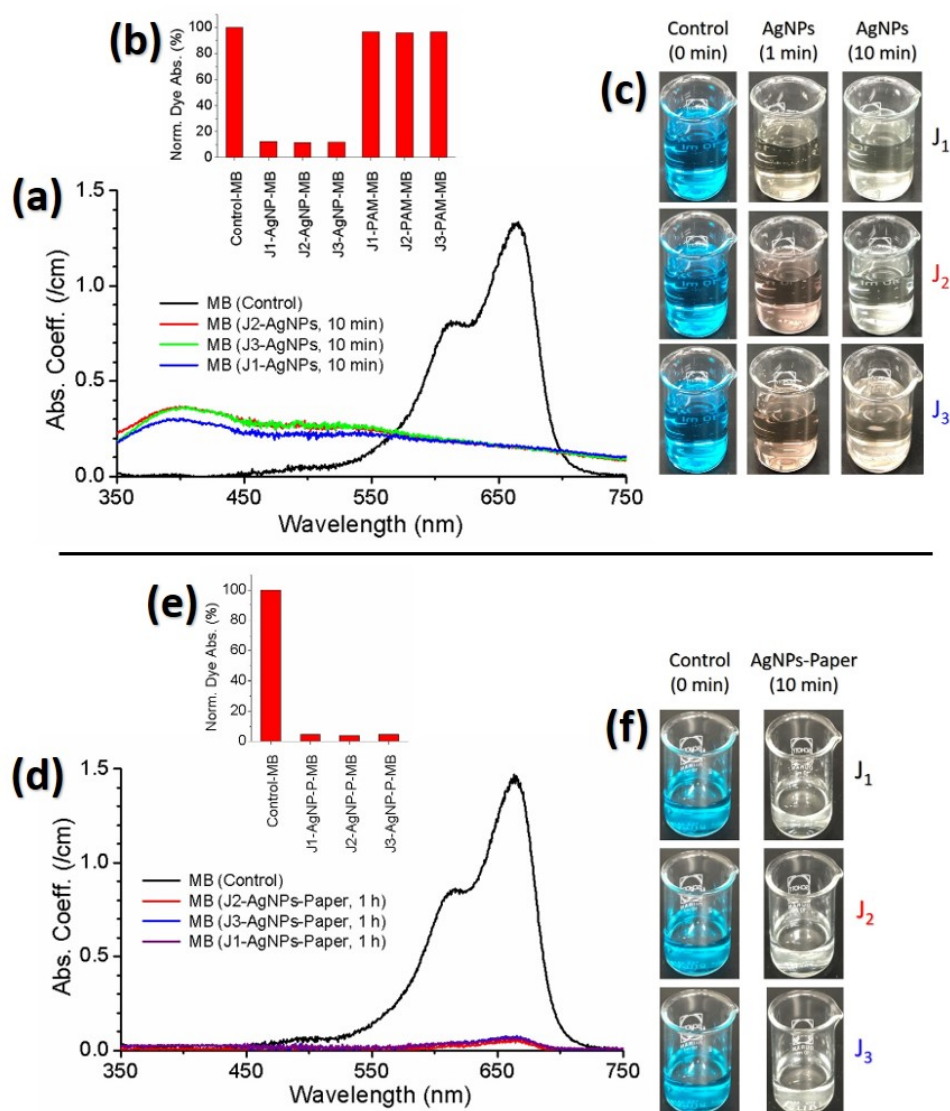 (b)
Norm. Dye Abs. (%)
100
80
60
40
20
0
Control-MB
J1-AgNP-MB
J2-AgNP-MB
J3-AgNP-MB
J1-PAM-MB
J2-PAM-MB
J3-PAM-MB
(c)
Control
(0 min)
AgNPs
(1 min)
AgNPs
(10 min)
J1
J2
J3
(a)
Abs. Coeff. (/cm)
1.5
1.0
0.5
0.0
MB (Control)
MB (J2-AgNPs, 10 min)
MB (J3-AgNPs, 10 min)
MB (J1-AgNPs, 10 min)
350 450 550 650 750
Wavelength (nm)
(e)
Norm. Dye Abs. (%)
100
80
60
40
20
0
Control-MB
J1-AgNP-P-MB
J2-AgNP-P-MB
J3-AgNP-P-MB
(f)
Control
(0 min)
AgNPs-Paper
(10 min)
J1
J2
J3
(d)
Abs. Coeff. (/cm)
1.5
1.0
0.5
0.0
MB (Control)
MB (J2-AgNPs-Paper, 1 h)
MB (J3-AgNPs-Paper, 1 h)
MB (J1-AgNPs-Paper, 1 h)
350 450 550 650 750
Wavelength (nm)